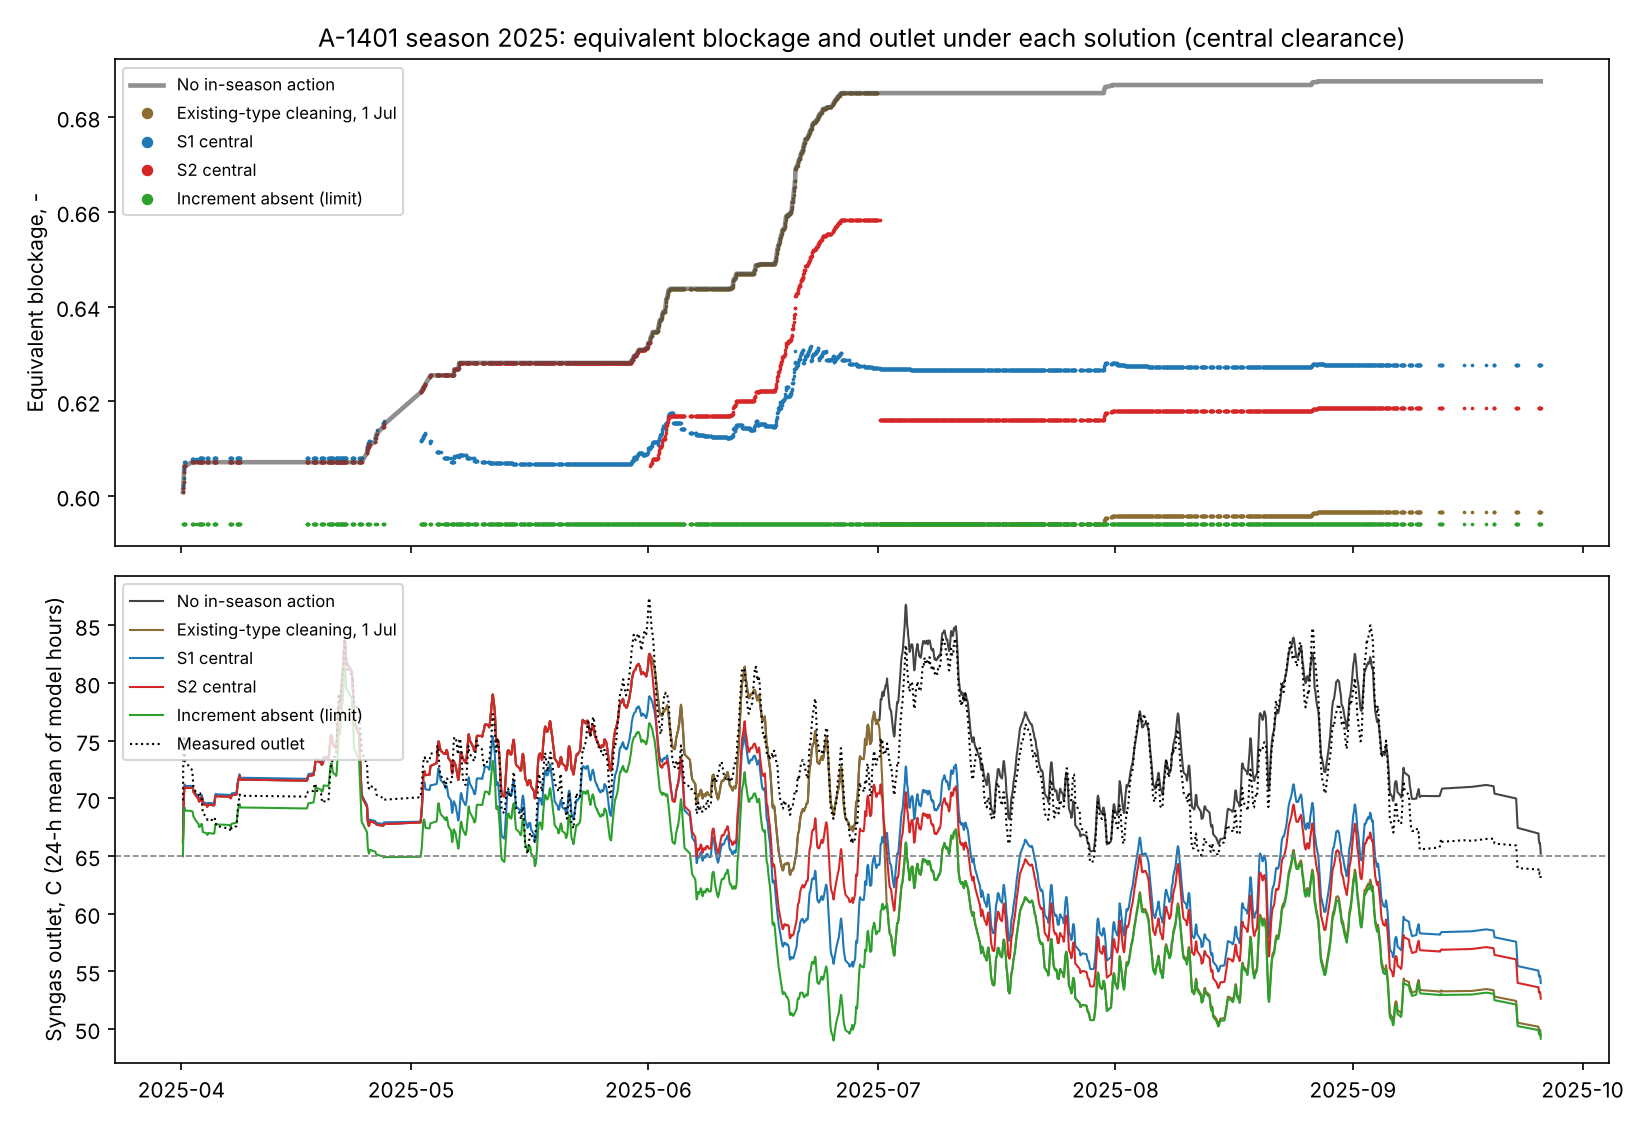 A-1401 season 2025: equivalent blockage and outlet under each solution (central clearance)
Equivalent blockage, -
0.68
0.66
0.64
0.62
0.60
No in-season action
Existing-type cleaning, 1 Jul
S1 central
S2 central
Increment absent (limit)
Syngas outlet, C (24-h mean of model hours)
85
80
75
70
65
60
55
50
No in-season action
Existing-type cleaning, 1 Jul
S1 central
S2 central
Increment absent (limit)
Measured outlet
2025-04
2025-05
2025-06
2025-07
2025-08
2025-09
2025-10